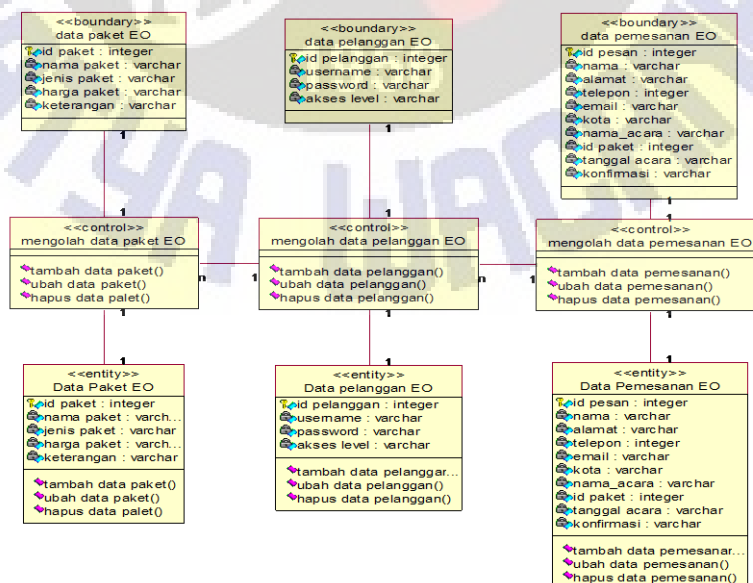 <<boundary>>
data paket EO
id paket : integer
nama paket : varchar
jenis paket : varchar
harga paket : varchar
keterangan : varchar
1
<<boundary>>
data pelanggan EO
id pelanggan : integer
username : varchar
password : varchar
akses level : varchar
1
<<boundary>>
data pemesanan EO
id pesan : integer
nama : varchar
alamat : varchar
telepon : integer
email : varchar
kota : varchar
nama_acara : varchar
id paket : integer
tanggal acara : varchar
konfirmasi : varchar
1
1
<<control>>
mengolah data paket EO
tambah data paket()
ubah data paket()
hapus data palet()
n
1
1
<<control>>
mengolah data pelanggan EO
tambah data pelanggan()
ubah data pelanggan()
hapus data pelanggan()
1
n
1
1
<<control>>
mengolah data pemesanan EO
tambah data pemesanan()
ubah data pemesanan()
hapus data pemesanan()
1
1
1
<<entity>>
Data Paket EO
id paket : integer
nama paket : varch...
jenis paket : varchar
harga paket : varch...
keterangan : varchar
tambah data paket()
ubah data paket()
hapus data palet()
1
<<entity>>
Data pelanggan EO
id pelanggan : integer
username : varchar
password : varchar
akses level : varchar
tambah data pelanggar...
ubah data pelanggan()
hapus data pelanggan()
1
<<entity>>
Data Pemesanan EO
id pesan : integer
nama : varchar
alamat : varchar
telepon : integer
email : varchar
kota : varchar
nama_acara : varchar
id paket : integer
tanggal acara : varchar
konfirmasi : varchar
tambah data pemesanar...
ubah data pemesanan()
hapus data pemesanan()